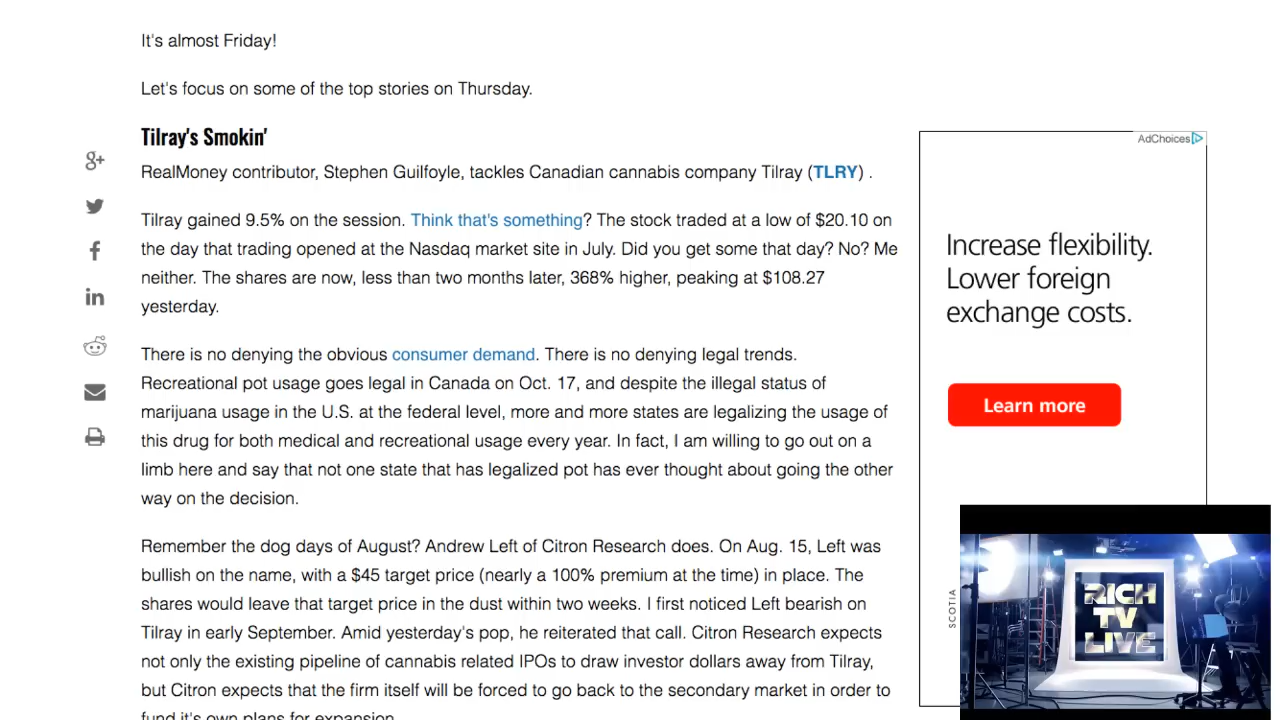 It's almost Friday!
Let's focus on some of the top stories on Thursday.
Tilray's Smokin'
RealMoney contributor, Stephen Guilfoyle, tackles Canadian cannabis company Tilray (TLRY) .
Tilray gained 9.5% on the session. Think that's something? The stock traded at a low of $20.10 on
the day that trading opened at the Nasdaq market site in July. Did you get some that day? No? Me
neither. The shares are now, less than two months later, 368% higher, peaking at $108.27
yesterday.
There is no denying the obvious consumer demand. There is no denying legal trends.
Recreational pot usage goes legal in Canada on Oct. 17, and despite the illegal status of
marijuana usage in the U.S. at the federal level, more and more states are legalizing the usage of
this drug for both medical and recreational usage every year. In fact, I am willing to go out on a
limb here and say that not one state that has legalized pot has ever thought about going the other
way on the decision.
Remember the dog days of August? Andrew Left of Citron Research does. On Aug. 15, Left was
bullish on the name, with a $45 target price (nearly a 100% premium at the time) in place. The
shares would leave that target price in the dust within two weeks. I first noticed Left bearish on
Tilray in early September. Amid yesterday's pop, he reiterated that call. Citron Research expects
not only the existing pipeline of cannabis related IPOs to draw investor dollars away from Tilray,
but Citron expects that the firm itself will be forced to go back to the secondary market in order to
fund it's own plans for expansion.
g+
f
in
AdChoices
Increase flexibility.
Lower foreign
exchange costs.
Learn more
SCOTIA
RICH
TV
LIVE